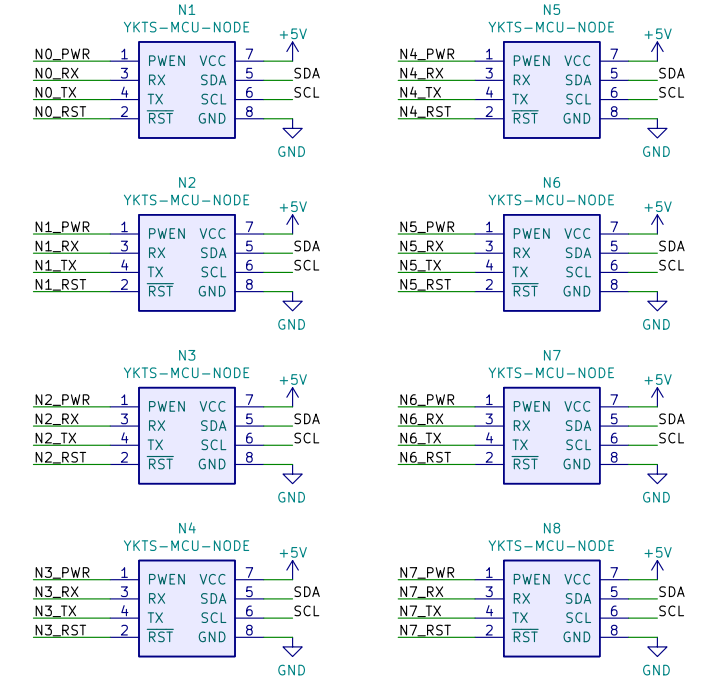 N1
YKTS-MCU-NODE
+5V
N0_PWR 1 PWEN VCC 7
N0_RX 3 RX SDA 5 SDA
N0_TX 4 TX SCL 6 SCL
N0_RST 2 RST GND 8
GND
N2
YKTS-MCU-NODE
+5V
N1_PWR 1 PWEN VCC 7
N1_RX 3 RX SDA 5 SDA
N1_TX 4 TX SCL 6 SCL
N1_RST 2 RST GND 8
GND
N3
YKTS-MCU-NODE
+5V
N2_PWR 1 PWEN VCC 7
N2_RX 3 RX SDA 5 SDA
N2_TX 4 TX SCL 6 SCL
N2_RST 2 RST GND 8
GND
N4
YKTS-MCU-NODE
+5V
N3_PWR 1 PWEN VCC 7
N3_RX 3 RX SDA 5 SDA
N3_TX 4 TX SCL 6 SCL
N3_RST 2 RST GND 8
GND
N5
YKTS-MCU-NODE
+5V
N4_PWR 1 PWEN VCC 7
N4_RX 3 RX SDA 5 SDA
N4_TX 4 TX SCL 6 SCL
N4_RST 2 RST GND 8
GND
N6
YKTS-MCU-NODE
+5V
N5_PWR 1 PWEN VCC 7
N5_RX 3 RX SDA 5 SDA
N5_TX 4 TX SCL 6 SCL
N5_RST 2 RST GND 8
GND
N7
YKTS-MCU-NODE
+5V
N6_PWR 1 PWEN VCC 7
N6_RX 3 RX SDA 5 SDA
N6_TX 4 TX SCL 6 SCL
N6_RST 2 RST GND 8
GND
N8
YKTS-MCU-NODE
+5V
N7_PWR 1 PWEN VCC 7
N7_RX 3 RX SDA 5 SDA
N7_TX 4 TX SCL 6 SCL
N7_RST 2 RST GND 8
GND